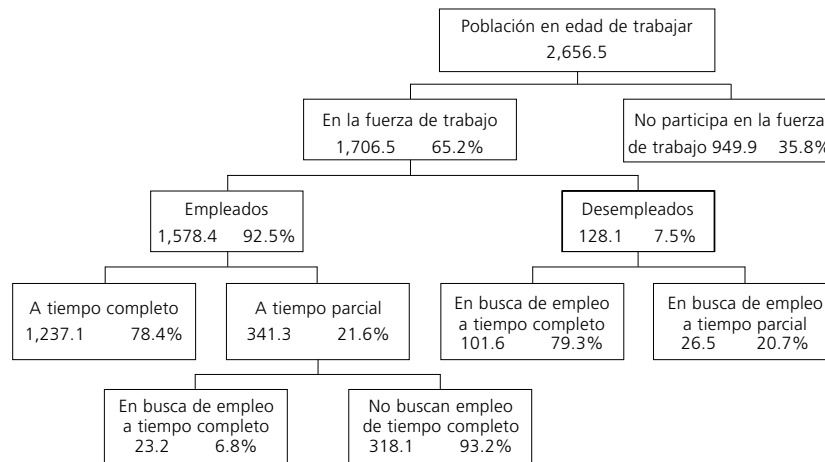 Población en edad de trabajar
2,656.5
En la fuerza de trabajo
1,706.5 65.2%
No participa en la fuerza
de trabajo 949.9 35.8%
Empleados
1,578.4 92.5%
Desempleados
128.1 7.5%
A tiempo completo
1,237.1 78.4%
A tiempo parcial
341.3 21.6%
En busca de empleo
a tiempo completo
101.6 79.3%
En busca de empleo
a tiempo parcial
26.5 20.7%
En busca de empleo
a tiempo completo
23.2 6.8%
No buscan empleo
de tiempo completo
318.1 93.2%